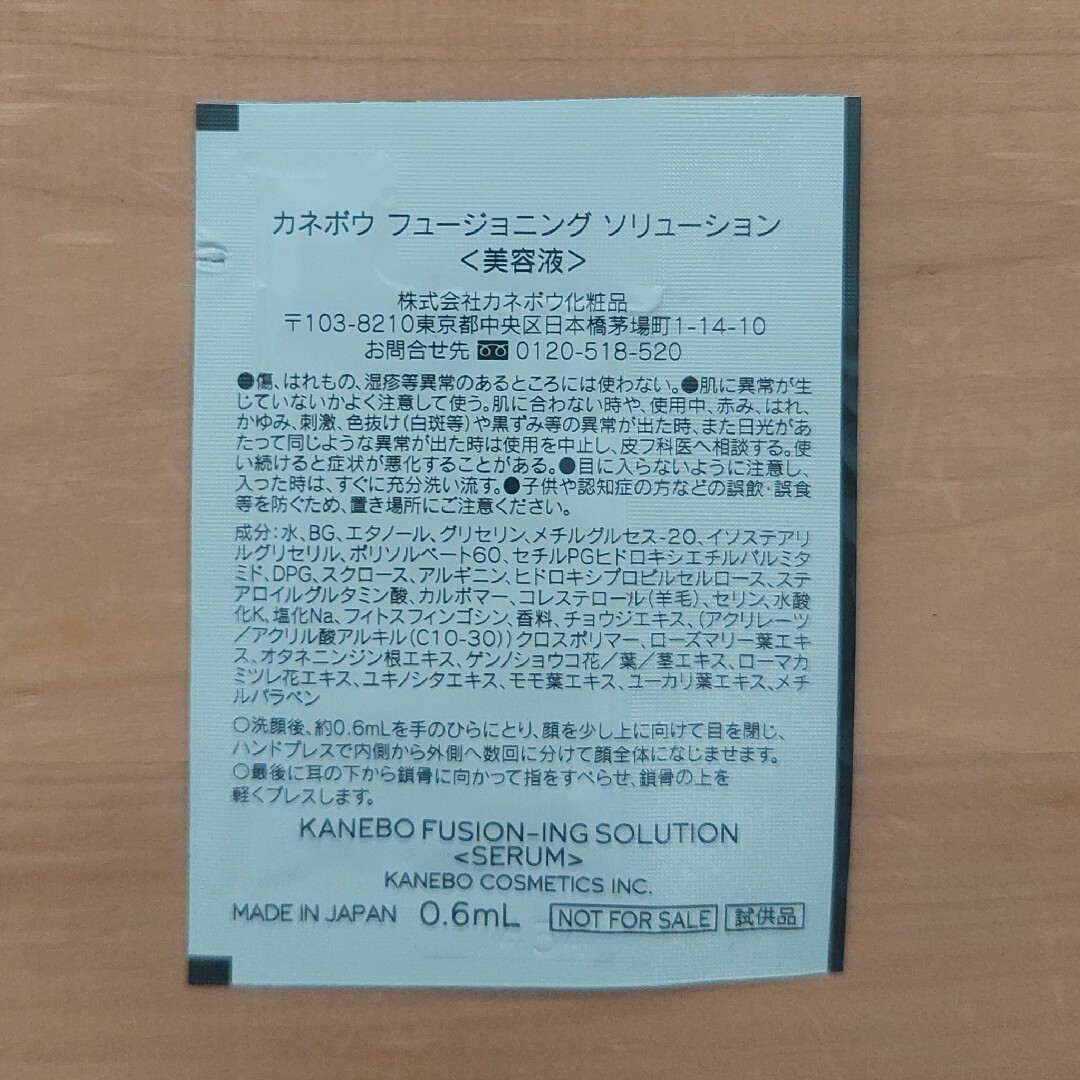 カネボウ フュージョニング ソリューション
<美容液>
株式会社カネボウ化粧品
〒103-8210東京都中央区日本橋茅場町1-14-10
お問合せ先 0120-518-520
●傷、はれもの、湿疹等異常のあるところには使わない。●肌に異常が生
じていないかよく注意して使う。肌に合わない時や、使用中、赤み、はれ、
かゆみ、刺激、色抜け(白斑等)や黒ずみ等の異常が出た時、また日光があ
たって同じような異常が出た時は使用を中止し、皮フ科医へ相談する。使
い続けると症状が悪化することがある。●目に入らないように注意し、
入った時は、すぐに充分洗い流す。●子供や認知症の方などの誤飲・誤食
等を防ぐため、置き場所にご注意ください。
成分:水、BG、エタノール、グリセリン、メチルグルセス-20、イソステアリ
ルグリセリル、ポリソルベート60、セチルPGヒドロキシエチルパルミタ
ミド、DPG、スクロース、アルギニン、ヒドロキシプロピルセルロース、ステ
アロイルグルタミン酸、カルボマー、コレステロール(羊毛)、セリン、水酸
化K、塩化Na、フィトスフィンゴシン、香料、チョウジエキス、(アクリレーツ
/アクリル酸アルキル(C10-30))クロスポリマー、ローズマリー葉エキ
ス、オタネニンジン根エキス、ゲンノショウコ花/葉/茎エキス、ローマカ
ミツレ花エキス、ユキノシタエキス、モモ葉エキス、ユーカリ葉エキス、メチ
ルパラベン
○洗顔後、約0.6mLを手のひらにとり、顔を少し上に向けて目を閉じ、
ハンドプレスで内側から外側へ数回に分けて顔全体になじませます。
○最後に耳の下から鎖骨に向かって指をすべらせ、鎖骨の上を
軽くプレスします。
KANEBO FUSION-ING SOLUTION
<SERUM>
KANEBO COSMETICS INC.
MADE IN JAPAN 0.6mL NOT FOR SALE 試供品